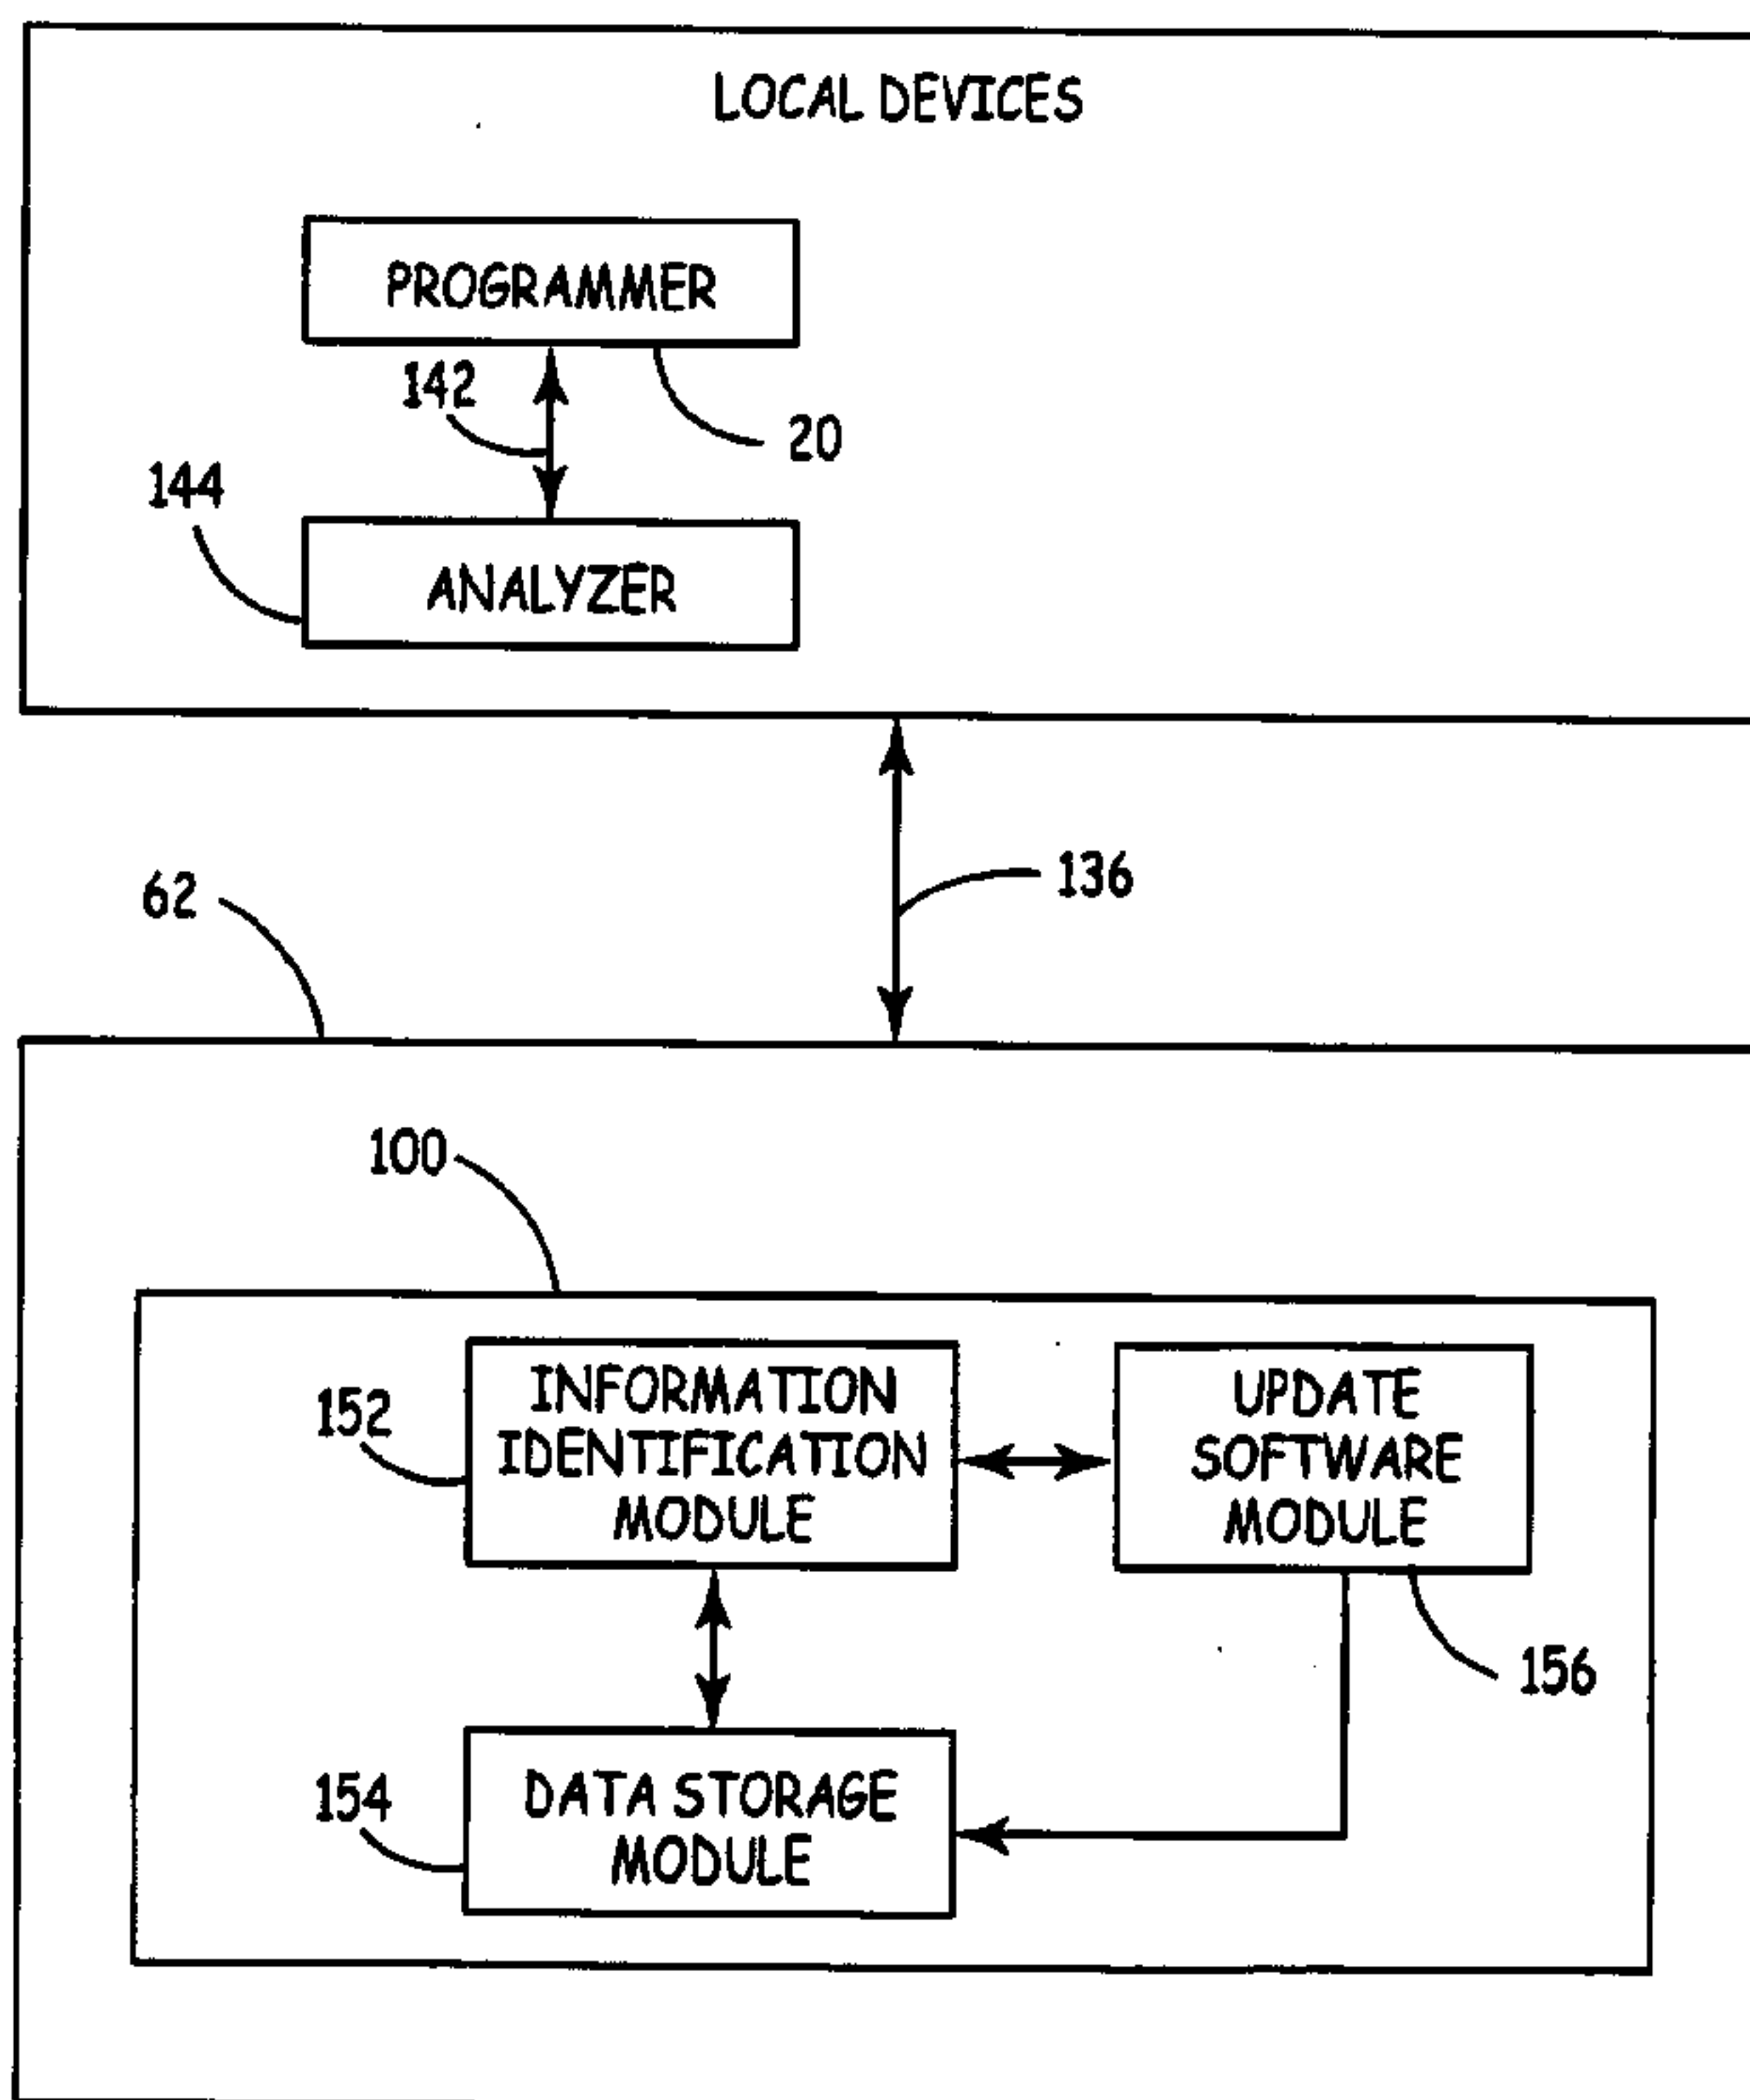 LOCAL DEVICES
PROGRAMMER
142
20
144
ANALYZER
136
62
100
INFORMATION
IDENTIFICATION
MODULE
UPDATE
SOFTWARE
MODULE
152
156
154
DATA STORAGE
MODULE